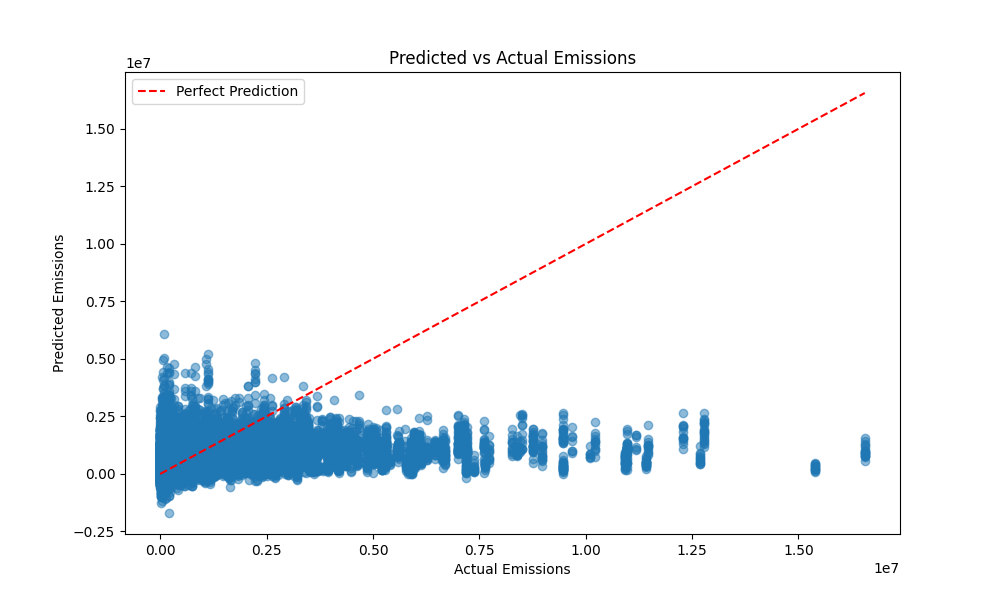 Predicted vs Actual Emissions
1e7
Perfect Prediction
1.50
1.25
1.00
0.75
0.50
0.25
0.00
−0.25
Predicted Emissions
0.00
0.25
0.50
0.75
1.00
1.25
1.50
Actual Emissions
1e7